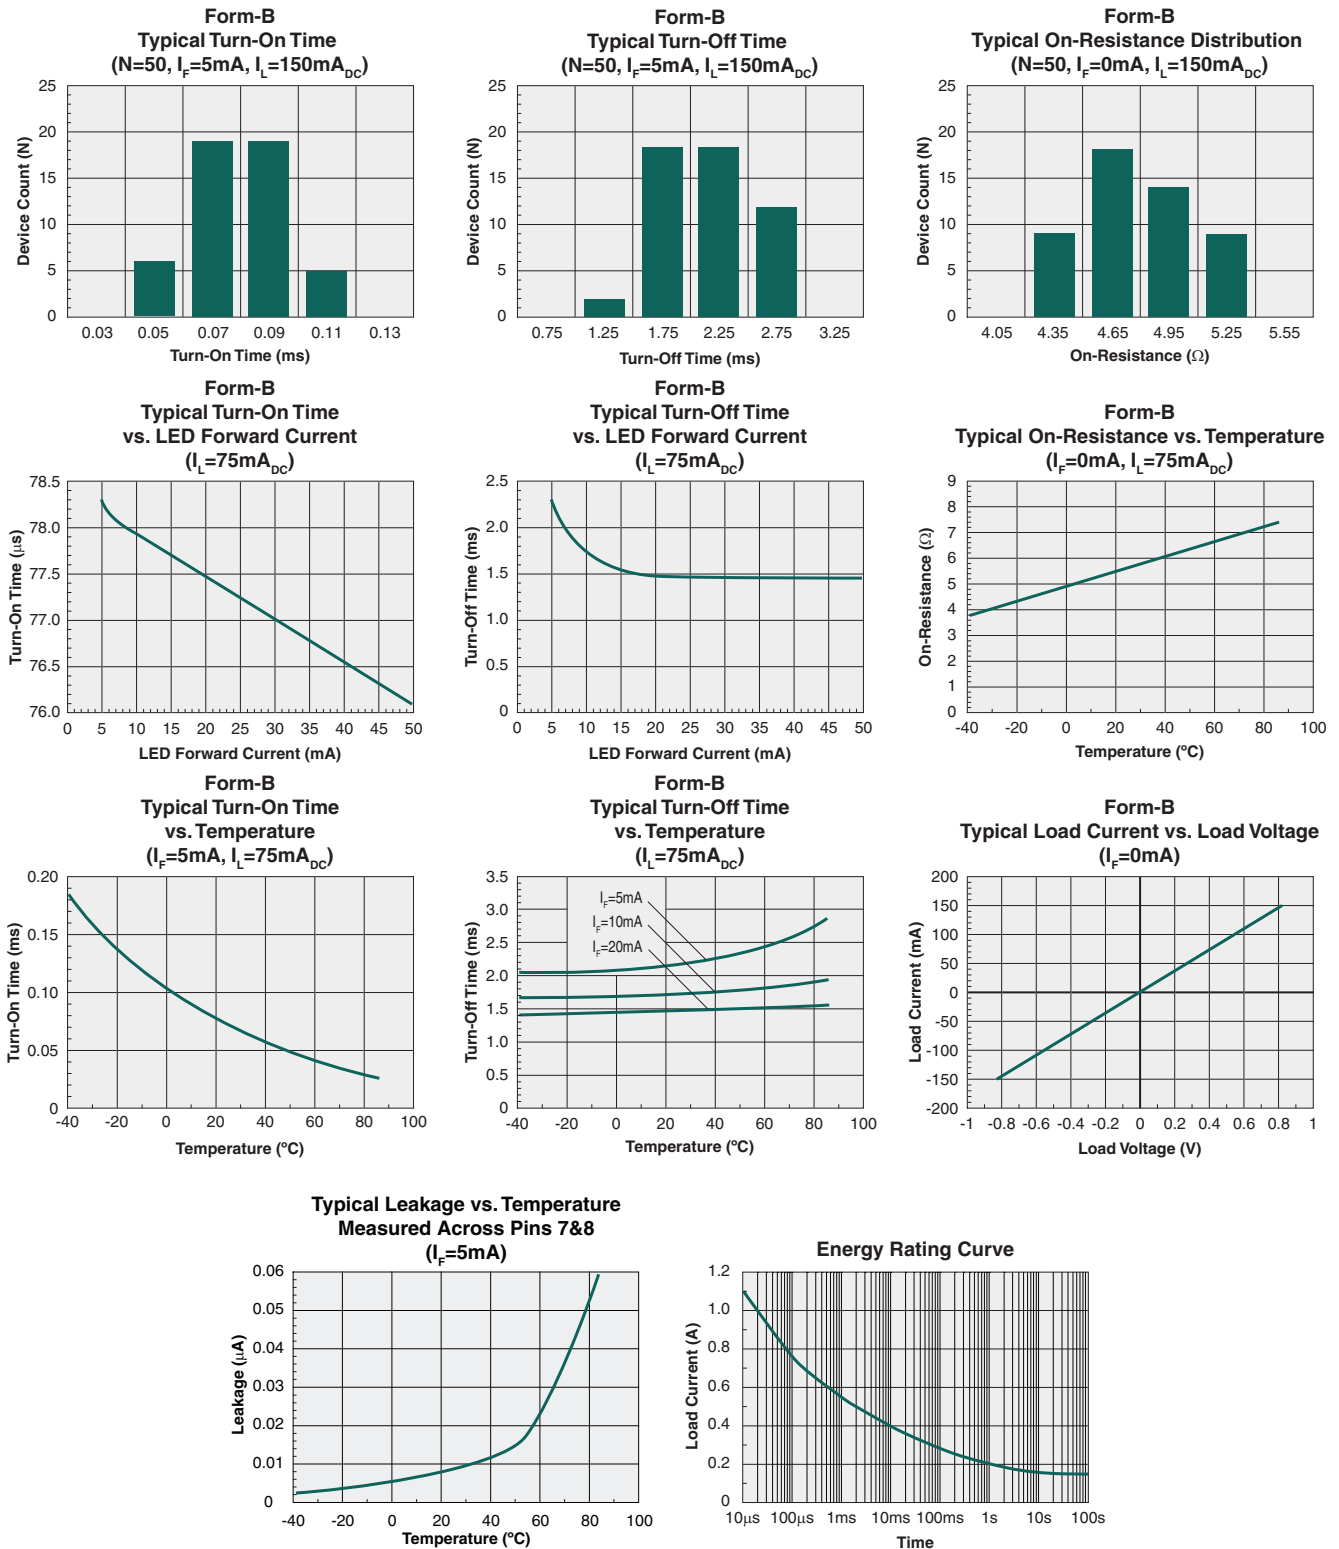 Form-B
Typical Turn-On Time
(N=50, IF=5mA, IL=150mADC)
25
20
15
10
5
0
Device Count (N)
0.03 0.05 0.07 0.09 0.11 0.13
Turn-On Time (ms)
Form-B
Typical Turn-Off Time
(N=50, IF=5mA, IL=150mADC)
25
20
15
10
5
0
Device Count (N)
0.75 1.25 1.75 2.25 2.75 3.25
Turn-Off Time (ms)
Form-B
Typical On-Resistance Distribution
(N=50, IF=0mA, IL=150mADC)
25
20
15
10
5
0
Device Count (N)
4.05 4.35 4.65 4.95 5.25 5.55
On-Resistance (Ω)
Form-B
Typical Turn-On Time
vs. LED Forward Current
(IL=75mADC)
78.5
78.0
77.5
77.0
76.5
76.0
Turn-On Time (μs)
0 5 10 15 20 25 30 35 40 45 50
LED Forward Current (mA)
Form-B
Typical Turn-Off Time
vs. LED Forward Current
(IL=75mADC)
2.5
2.0
1.5
1.0
0.5
0
Turn-Off Time (ms)
0 5 10 15 20 25 30 35 40 45 50
LED Forward Current (mA)
Form-B
Typical On-Resistance vs. Temperature
(IF=0mA, IL=75mADC)
9
8
7
6
5
4
3
2
1
0
On-Resistance (Ω)
-40 -20 0 20 40 60 80 100
Temperature (ºC)
Form-B
Typical Turn-On Time
vs. Temperature
(IF=5mA, IL=75mADC)
0.20
0.15
0.10
0.05
0
Turn-On Time (ms)
-40 -20 0 20 40 60 80 100
Temperature (ºC)
Form-B
Typical Turn-Off Time
vs. Temperature
(IL=75mADC)
3.5
3.0
2.5
2.0
1.5
1.0
0.5
0
Turn-Off Time (ms)
IF=5mA
IF=10mA
IF=20mA
-40 -20 0 20 40 60 80 100
Temperature (ºC)
Form-B
Typical Load Current vs. Load Voltage
(IF=0mA)
200
150
100
50
0
-50
-100
-150
-200
Load Current (mA)
-1 -0.8 -0.6 -0.4 -0.2 0 0.2 0.4 0.6 0.8 1
Load Voltage (V)
Typical Leakage vs. Temperature
Measured Across Pins 7&8
(IF=5mA)
0.06
0.05
0.04
0.03
0.02
0.01
0
Leakage (μA)
-40 -20 0 20 40 60 80 100
Temperature (ºC)
Energy Rating Curve
1.2
1.0
0.8
0.6
0.4
0.2
0
Load Current (A)
10μs 100μs 1ms 10ms 100ms 1s 10s 100s
Time